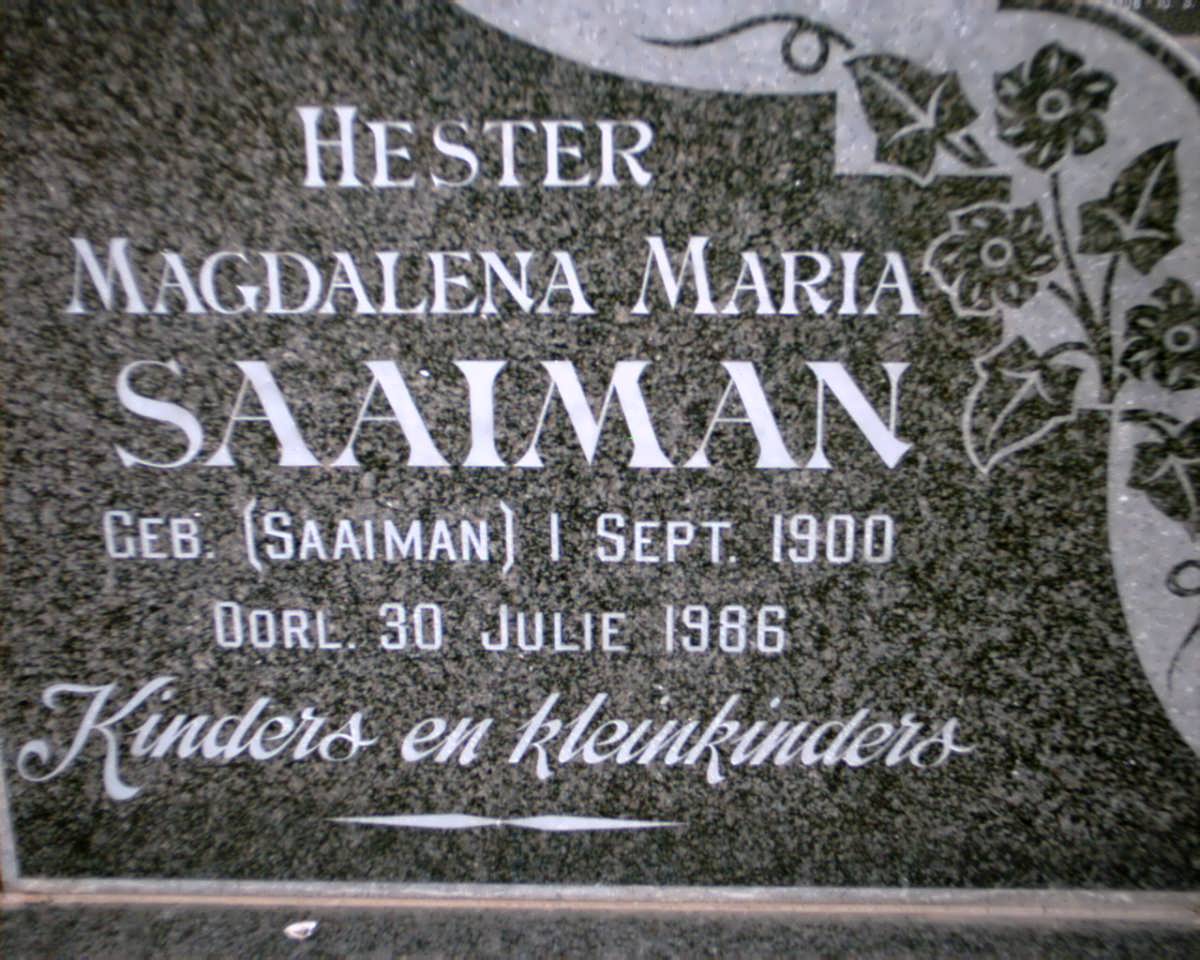 HESTER
MAGDALENA MARIA
SAAIMAN
GEB. (SAAIMAN) 1 SEPT. 1900
OORL. 30 JULIE 1986
Kinders en kleinkinders